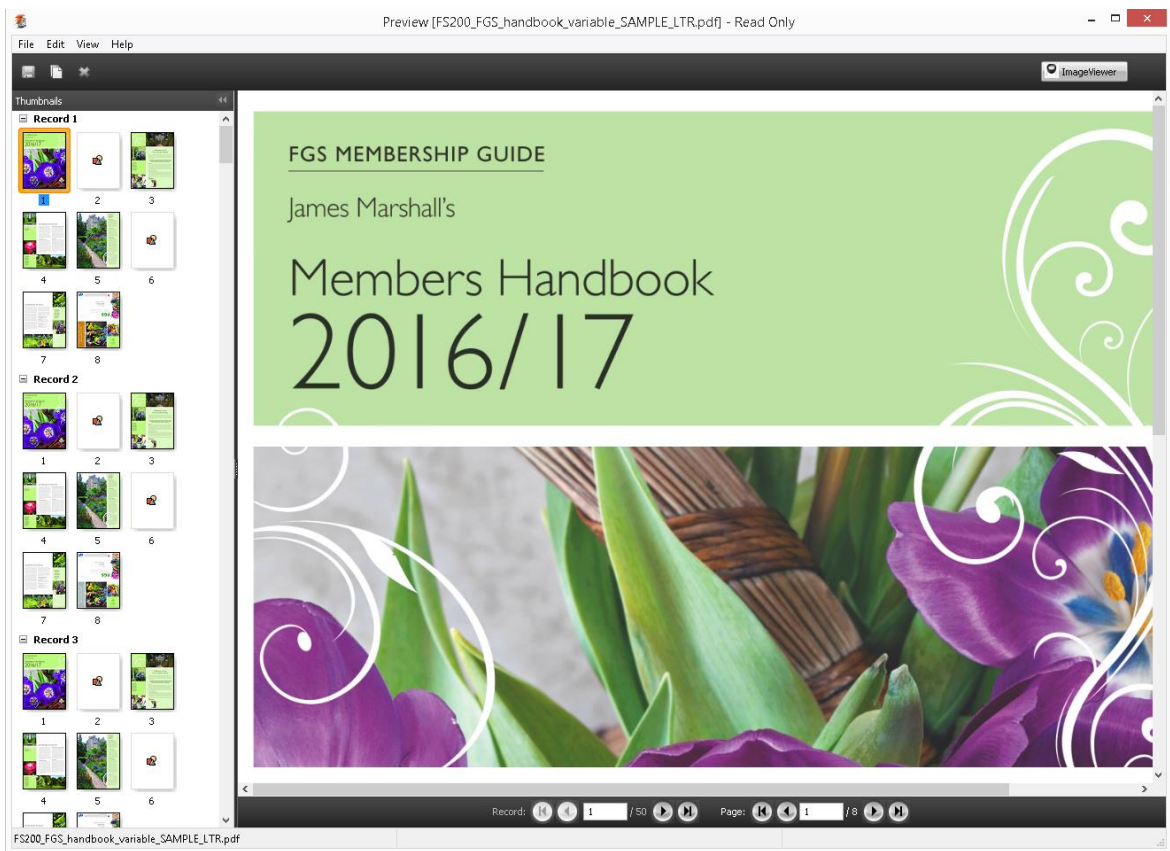 Preview [FS200_FGS_handbook_variable_SAMPLE_LTR.pdf] - Read Only
File Edit View Help
ImageViewer
Thumbnails
Record 1
1 2 3
4 5 6
7 8
Record 2
1 2 3
4 5 6
7 8
Record 3
1 2 3
4 5 6
FGS MEMBERSHIP GUIDE
James Marshall's
Members Handbook
2016/17
Record: 1 / 50 Page: 1 / 8
FS200_FGS_handbook_variable_SAMPLE_LTR.pdf